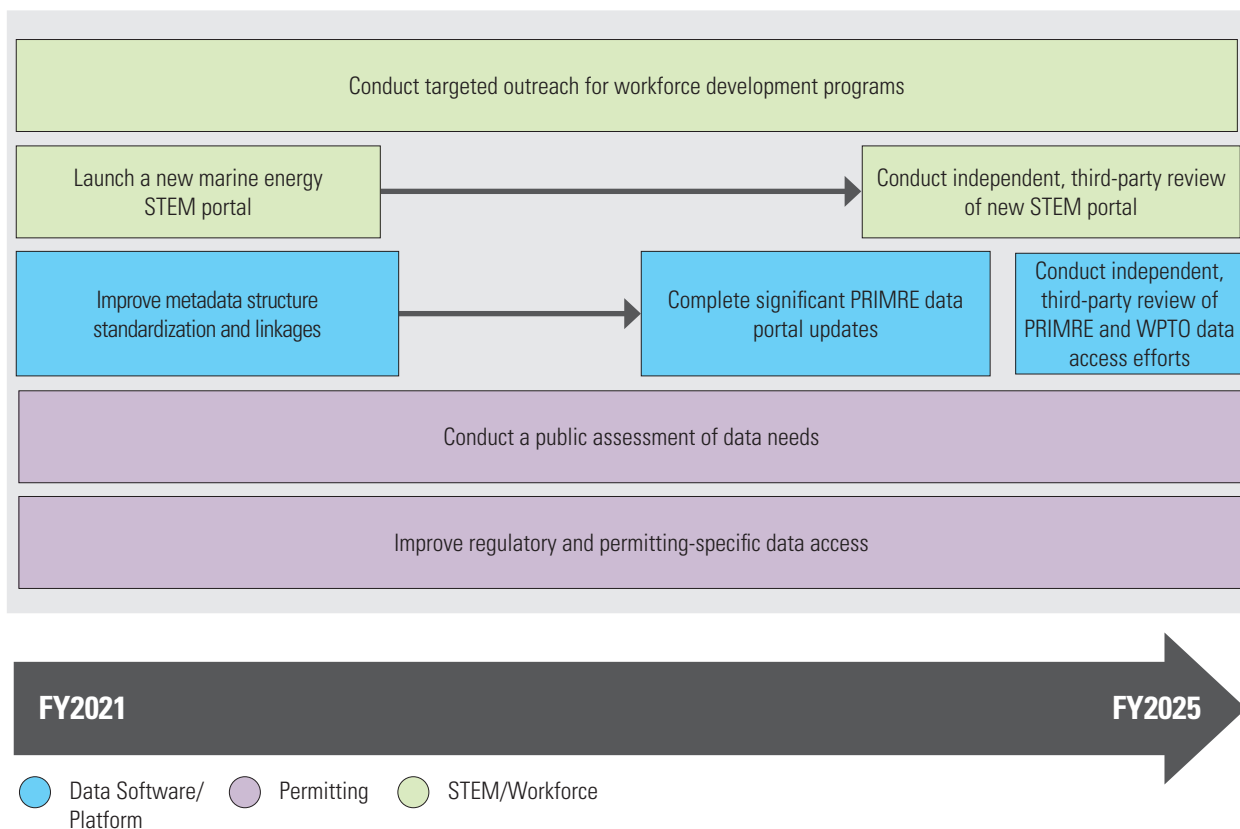 Conduct targeted outreach for workforce development programs
Launch a new marine energy
STEM portal
Conduct independent, third-party review
of new STEM portal
Improve metadata structure
standardization and linkages
Complete significant PRIMRE data
portal updates
Conduct independent,
third-party review of
PRIMRE and WPTO data
access efforts
Conduct a public assessment of data needs
Improve regulatory and permitting-specific data access
FY2021
FY2025
Data Software/
Platform
Permitting
STEM/Workforce